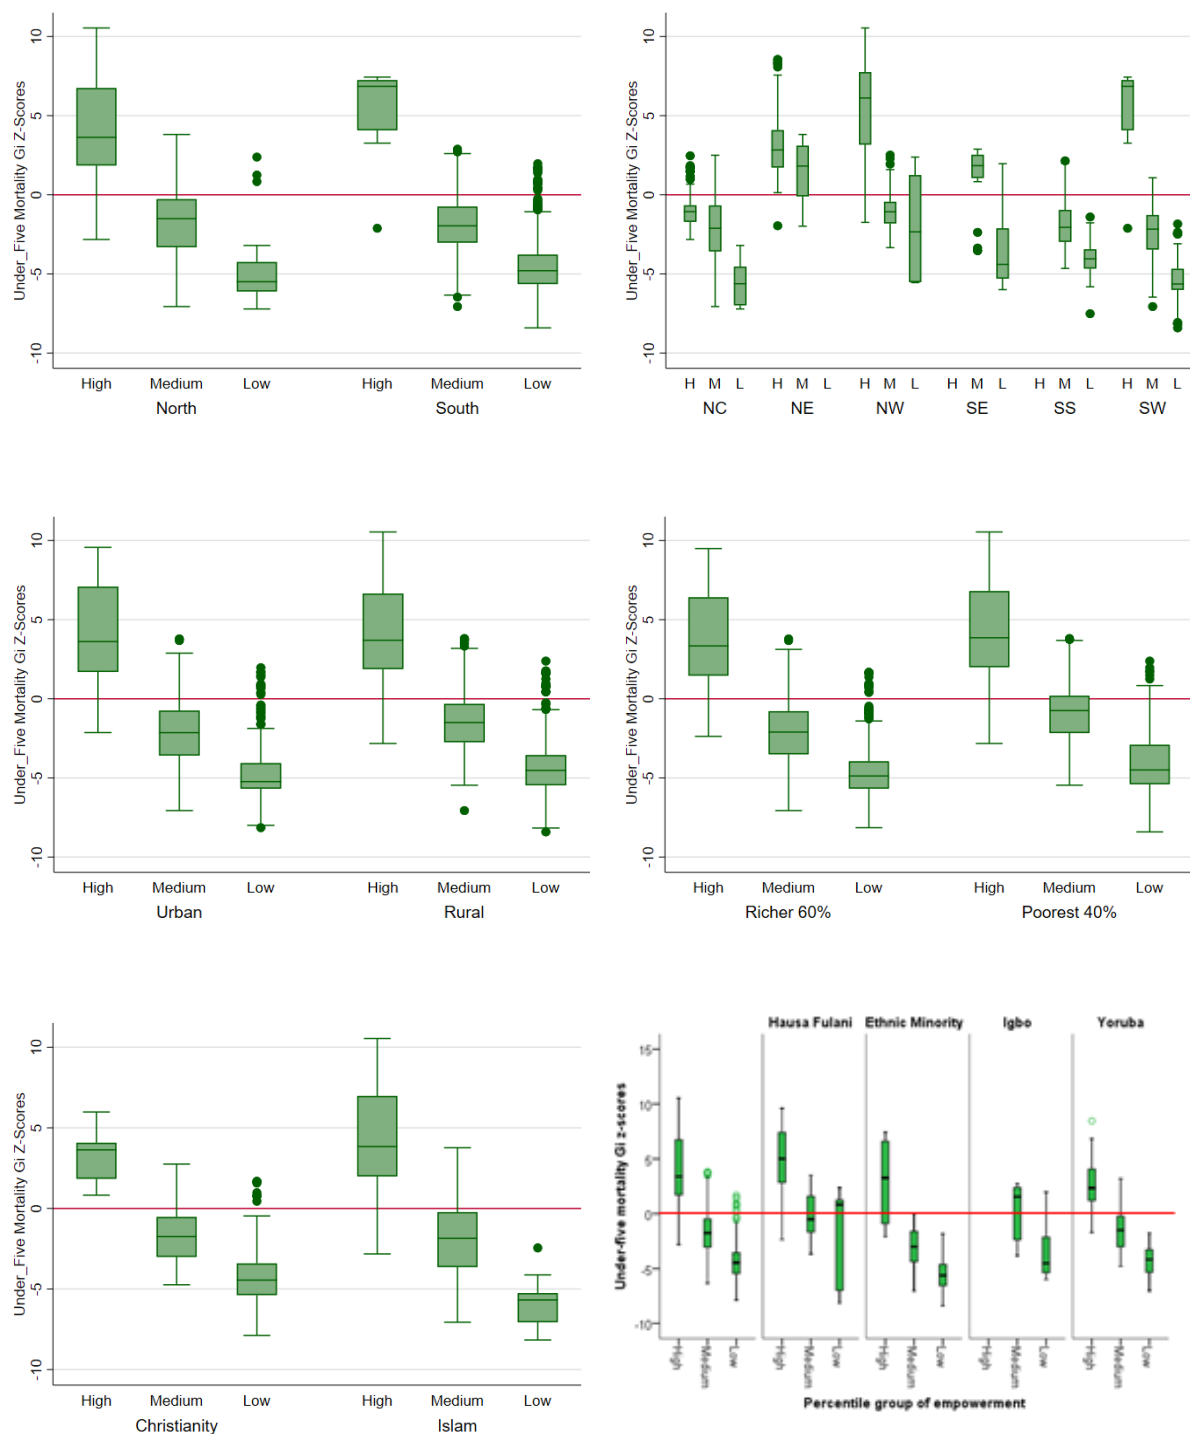 Under_Five Mortality Gi Z-Scores
10
5
0
-5
-10
High Medium Low High Medium Low
North South
Under_Five Mortality Gi Z-Scores
10
5
0
-5
-10
H M L H M L H M L H M L H M L H M L
NC NE NW SE SS SW
Under_Five Mortality Gi Z-Scores
10
5
0
-5
-10
High Medium Low High Medium Low
Urban Rural
Under_Five Mortality Gi Z-Scores
10
5
0
-5
-10
High Medium Low High Medium Low
Richer 60% Poorest 40%
Under_Five Mortality Gi Z-Scores
10
5
0
-5
-10
High Medium Low High Medium Low
Christianity Islam
Hausa Fulani Ethnic Minority Igbo Yoruba
Under-five mortality Gi z-scores
15
10
5
0
-5
-10
High Medium Low High Medium Low High Medium Low High Medium Low High Medium Low
Percentile group of empowerment